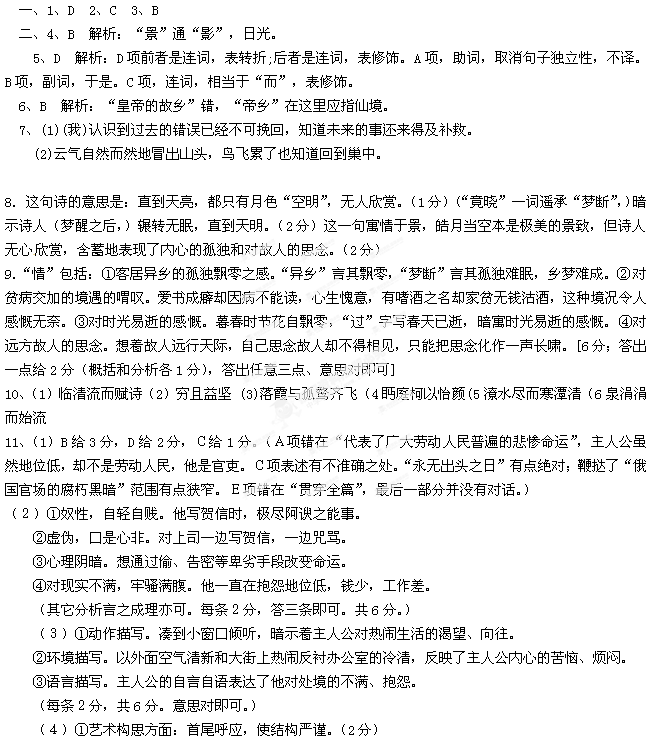 一、1、D 2、C 3、B
二、4、B 解析：“景”通“影”，日光。
5、D 解析：D项前者是连词，表转折;后者是连词，表修饰。A项，助词，取消句子独立性，不译。
B项，副词，于是。C项，连词，相当于“而”，表修饰。
6、B 解析：“皇帝的故乡”错，“帝乡”在这里应指仙境。
7、(1)(我)认识到过去的错误已经不可挽回，知道未来的事还来得及补救。
(2)云气自然而然地冒出山头，鸟飞累了也知道回到巢中。
8．这句诗的意思是：直到天亮，都只有月色“空明”，无人欣赏。（1分）（“竟晓”一词遥承“梦断”，）暗
示诗人（梦醒之后，）辗转无眠，直到天明。（2分）这一句寓情于景，皓月当空本是极美的景致，但诗人
无心欣赏，含蓄地表现了内心的孤独和对故人的思念。（2分）
9．“情”包括：①客居异乡的孤独飘零之感。“异乡”言其飘零，“梦断”言其孤独难眠，乡梦难成。②对
贫病交加的境遇的喟叹。爱书成癖却因病不能读，心生愧意，有嗜酒之名却家贫无钱沽酒，这种境况令人
感慨无奈。③对时光易逝的感慨。暮春时节花自飘零，“过”字写春天已逝，暗寓时光易逝的感慨。④对
远方故人的思念。想着故人远行天际，自己思念故人却不得相见，只能把思念化作一声长啸。[6分；答出
一点给2分（概括和分析各1分），答出任意三点、意思对即可]
10、（1）临清流而赋诗（2）穷且益坚（3)落霞与孤鹜齐飞（4眄庭柯以怡颜(5潦水尽而寒潭清（6泉涓涓
而始流
11、（1）B给3分，D给2分，C给1分。（A项错在“代表了广大劳动人民普遍的悲惨命运”，主人公虽
然地位低，却不是劳动人民，他是官吏。C项表述有不准确之处。“永无出头之日”有点绝对；鞭挞了“俄
国官场的腐朽黑暗”范围有点狭窄。E项错在“贯穿全篇”，最后一部分并没有对话。）
（2）①奴性，自轻自贱。他写贺信时，极尽阿谀之能事。
②虚伪，口是心非。对上司一边写贺信，一边咒骂。
③心理阴暗。想通过偷、告密等卑劣手段改变命运。
④对现实不满，牢骚满腹。他一直在抱怨地位低，钱少，工作差。
（其它分析言之成理亦可。每条2分，答三条即可。共6分。）
（3）①动作描写。凑到小窗口倾听，暗示着主人公对热闹生活的渴望、向往。
②环境描写。以外面空气清新和大街上热闹反衬办公室的冷清，反映了主人公内心的苦恼、烦闷。
③语言描写。主人公的自言自语表达了他对处境的不满、抱怨。
（每条2分，共6分。意思对即可。）
（4）①艺术构思方面：首尾呼应，使结构严谨。（2分）